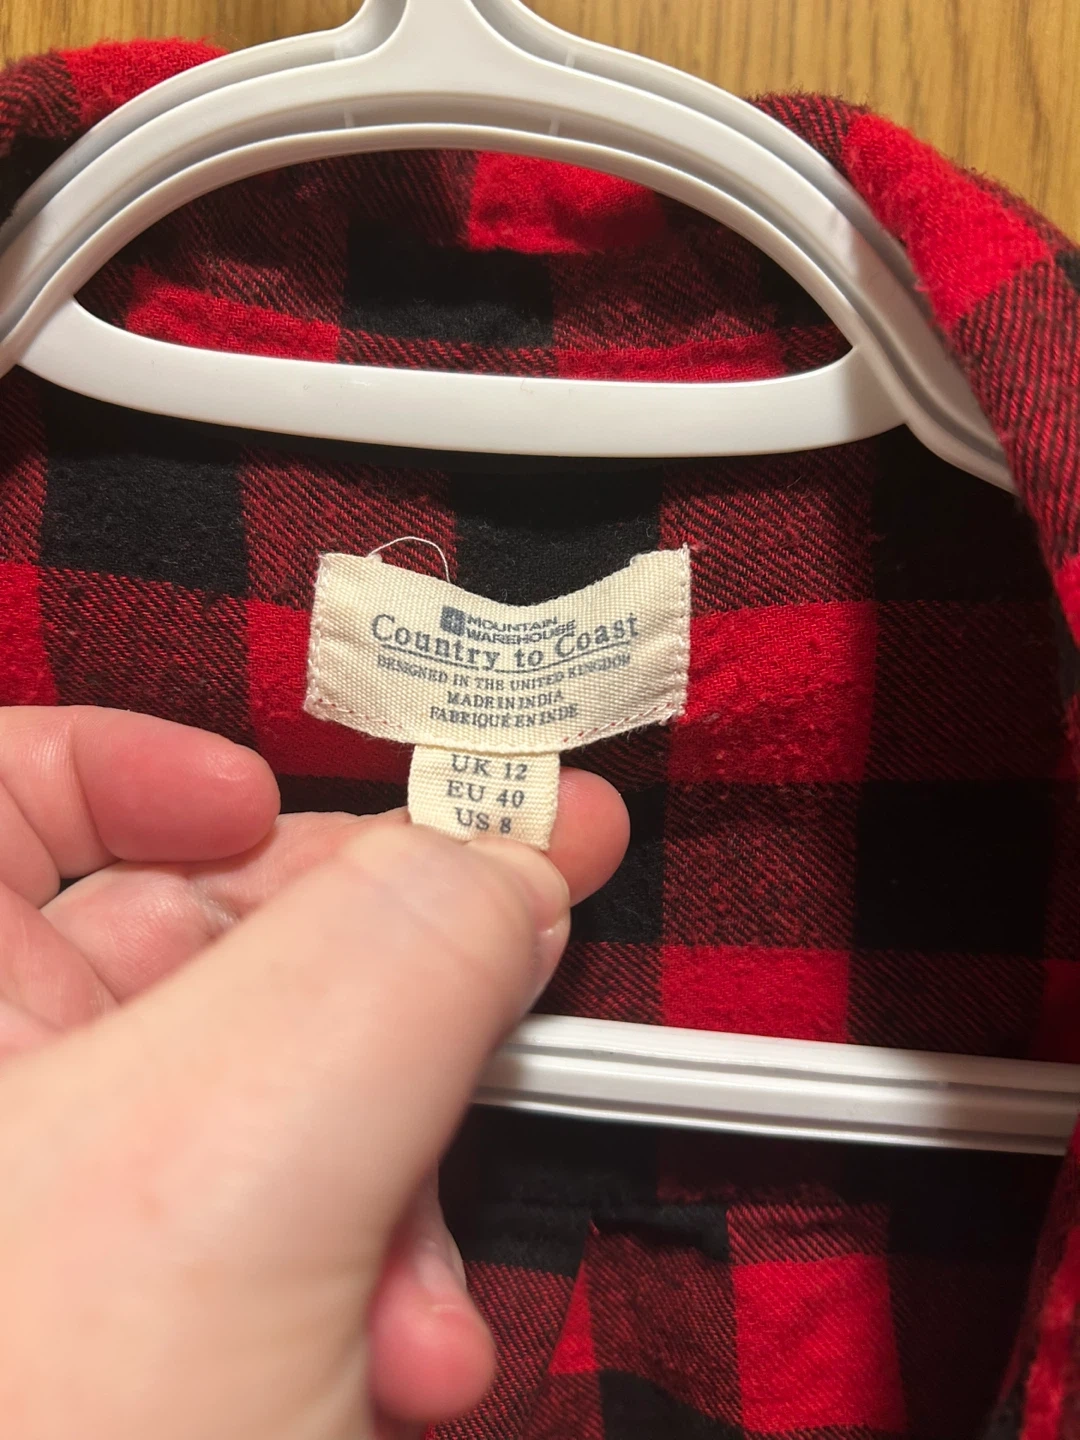 MOUNTAIN
WAREHOUSE
Country to Coast
DESIGNED IN THE UNITED KINGDOM
MADE IN INDIA
FABRIQUÉ EN INDE
UK 12
EU 40
US 8